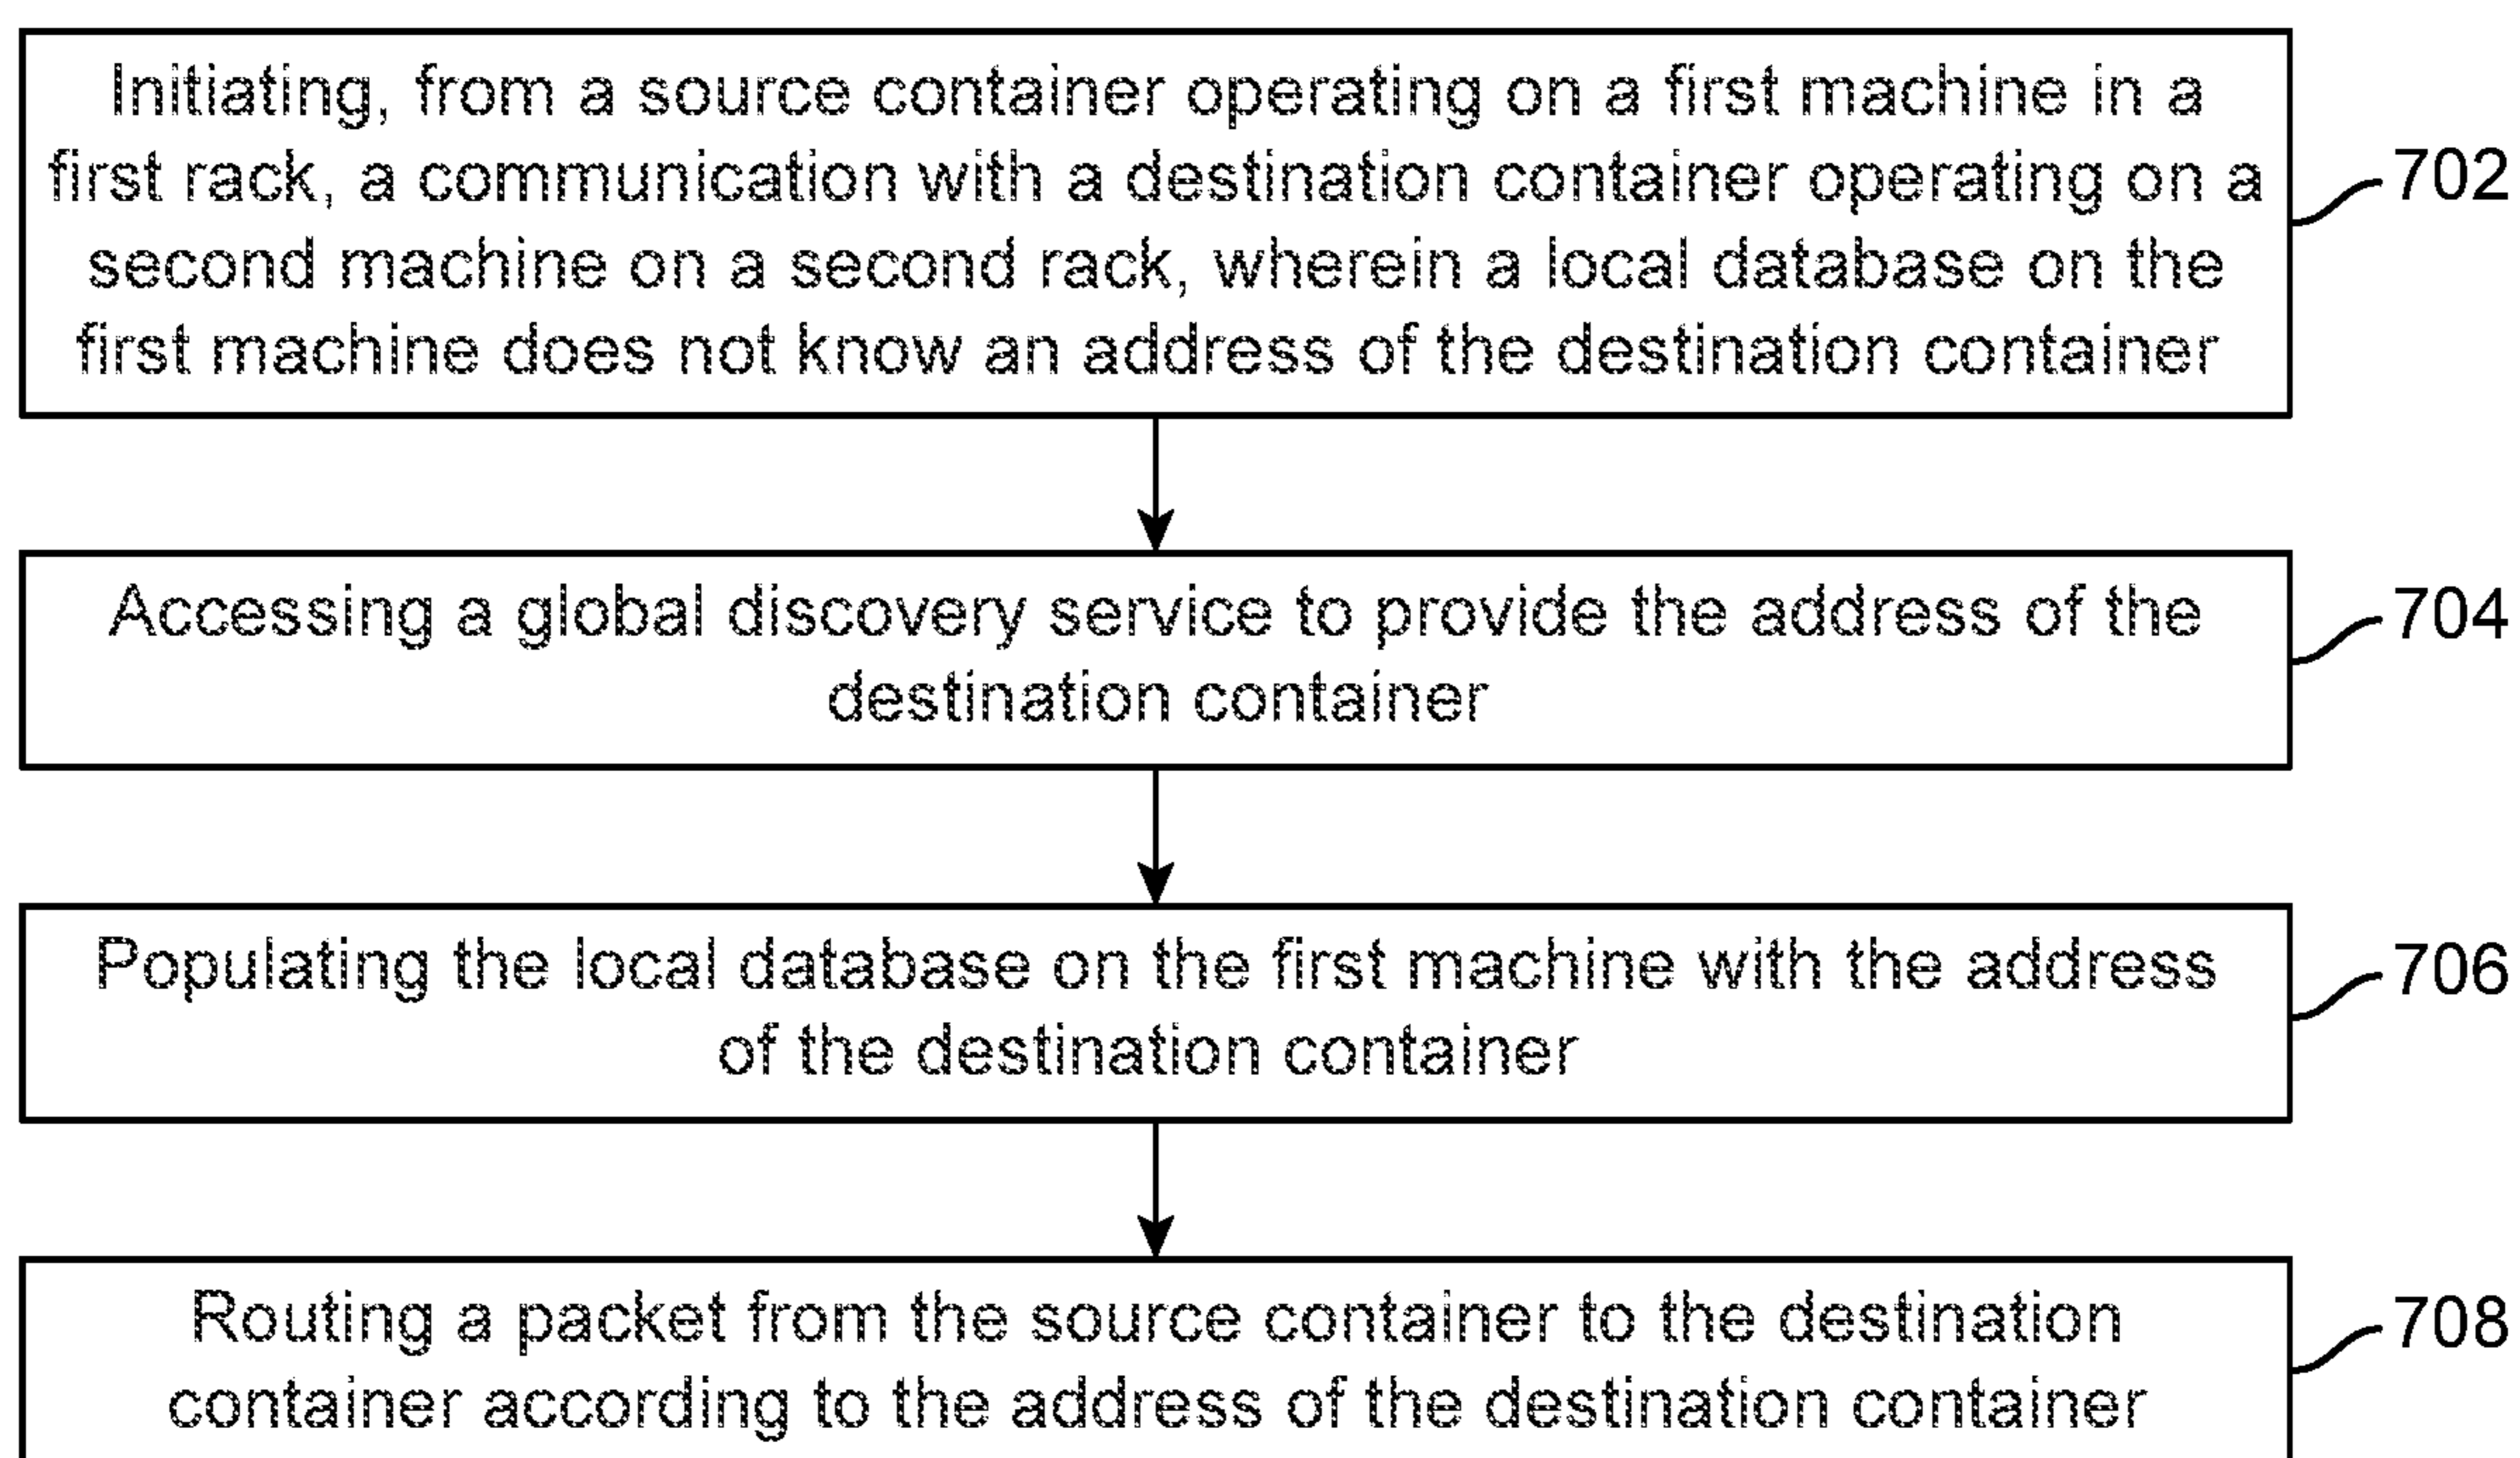 Initiating, from a source container operating on a first machine in a
first rack, a communication with a destination container operating on a
second machine on a second rack, wherein a local database on the
first machine does not know an address of the destination container
702
Accessing a global discovery service to provide the address of the
destination container
704
Populating the local database on the first machine with the address
of the destination container
706
Routing a packet from the source container to the destination
container according to the address of the destination container
708